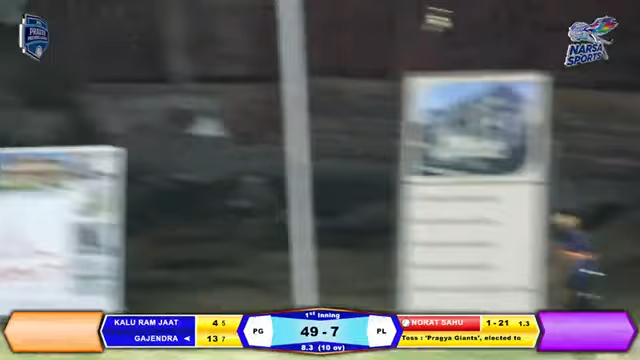 NARSA
SPORTS
1st Inning
KALU RAM JAAT 4 5
GAJENDRA 13 7
PG 49 - 7 PL
8.3 (10 ov)
NORAT SAHU 1 - 21 1.3
Toss : 'Pragya Giants', elected to